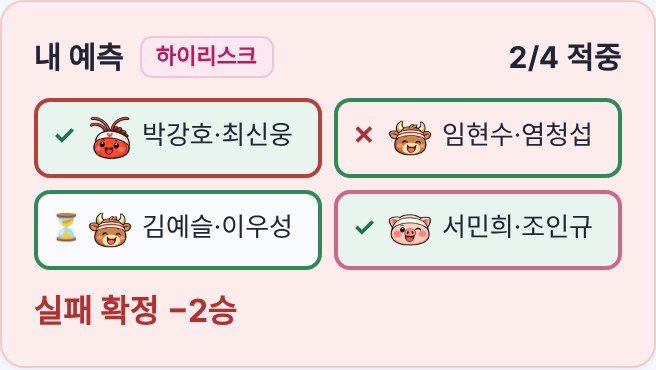 내 예측 하이리스크 2/4 적중
박강호·최신웅 임현수·염청섭
김예슬·이우성 서민희·조인규
실패 확정 −2승